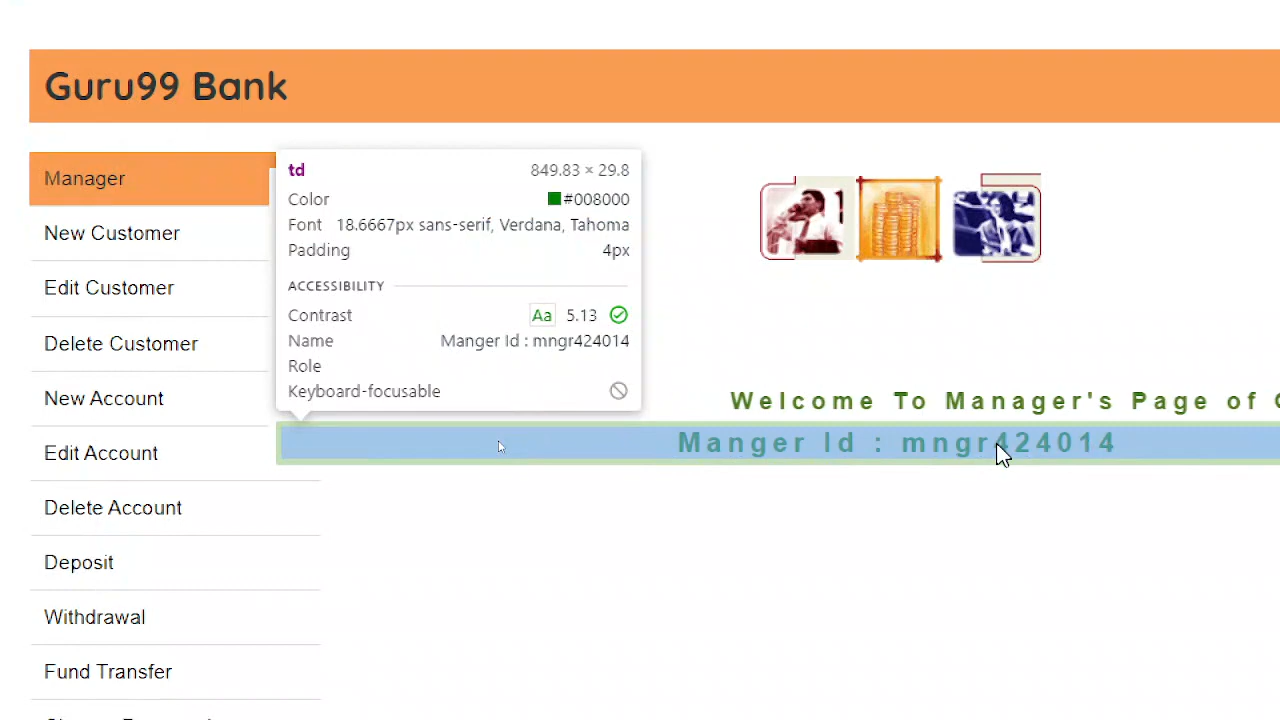 Guru99 Bank
Manager
New Customer
Edit Customer
Delete Customer
New Account
Edit Account
Delete Account
Deposit
Withdrawal
Fund Transfer
td 849.83 × 29.8
Color #008000
Font 18.6667px sans-serif, Verdana, Tahoma
Padding 4px
ACCESSIBILITY
Contrast Aa 5.13
Name Manger Id : mngr424014
Role
Keyboard-focusable
Welcome To Manager's Page of
Manger Id : mngr424014